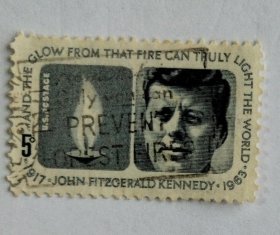 ...AND THE GLOW FROM THAT FIRE CAN TRULY LIGHT THE WORLD
U.S. POSTAGE
5¢
PREVENT
1917·JOHN FITZGERALD KENNEDY·1963